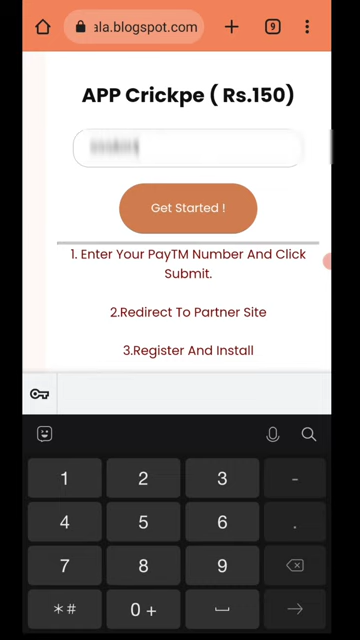 ala.blogspot.com
9
APP Crickpe ( Rs.150)
Get Started !
1. Enter Your PayTM Number And Click
Submit.
2.Redirect To Partner Site
3.Register And Install
1 2 3 -
4 5 6 .
7 8 9
*# 0 +